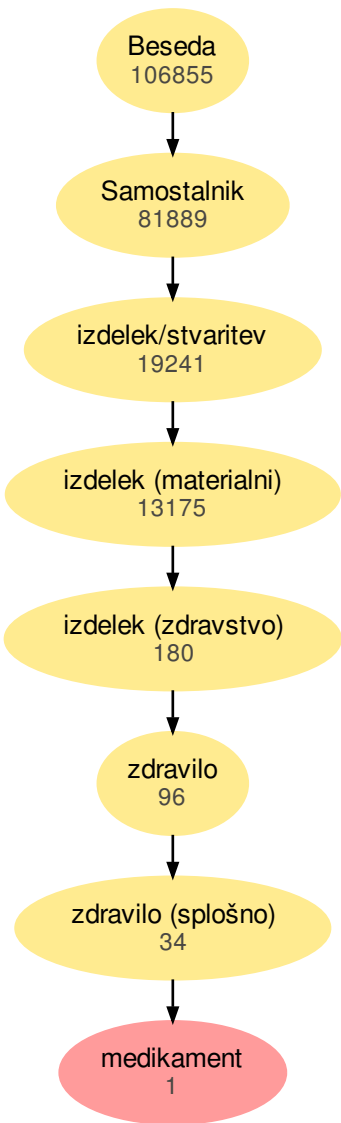 Beseda
106855
Samostalnik
81889
izdelek/stvaritev
19241
izdelek (materialni)
13175
izdelek (zdravstvo)
180
zdravilo
96
zdravilo (splošno)
34
medikament
1